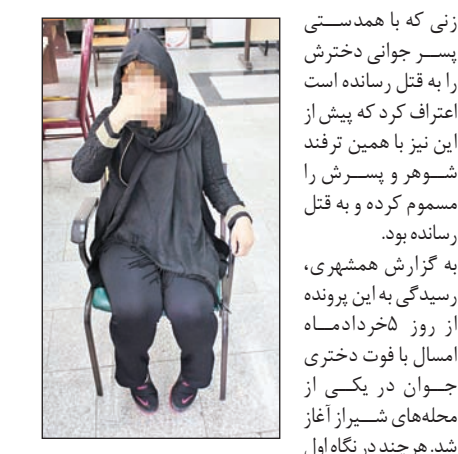 زنی که با همدستی
پسر جوانی دخترش
را به قتل رسانده است
اعتراف کرد که پیش از
این نیز با همین ترفند
شوهر و پسرش را
مسموم کرده و به قتل
رسانده بود.
به گزارش همشهری،
رسیدگی به این پرونده
از روز ۵خردادماه
امسال با فوت دختری
جوان در یکی از
محله‌های شیراز آغاز
شد. هرچند در نگاه اول